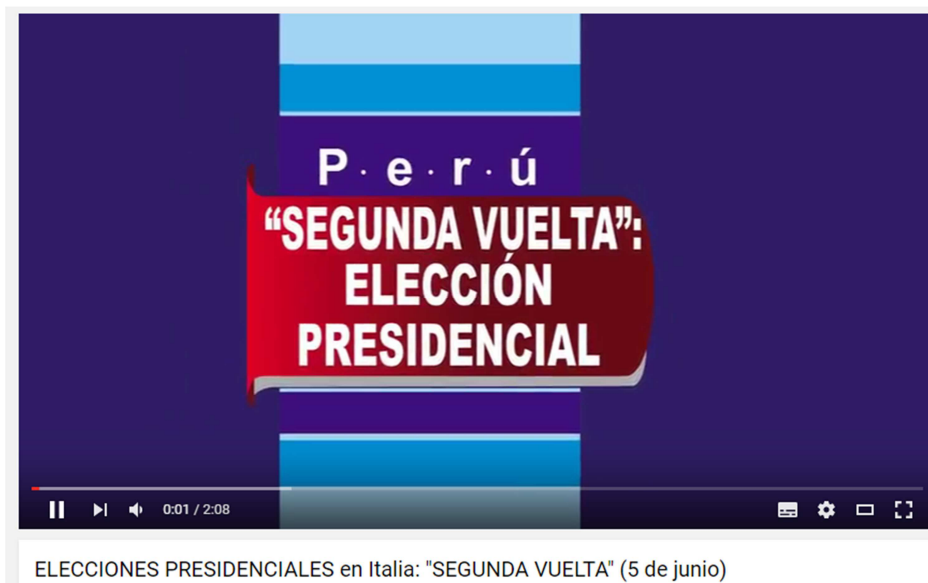 P · e · r · ú
“SEGUNDA VUELTA”:
ELECCIÓN
PRESIDENCIAL
0:01 / 2:08
ELECCIONES PRESIDENCIALES en Italia: "SEGUNDA VUELTA" (5 de junio)